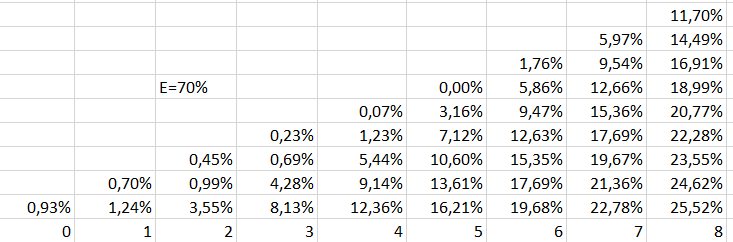 11,70%
5,97% 14,49%
1,76% 9,54% 16,91%
E=70% 0,00% 5,86% 12,66% 18,99%
0,07% 3,16% 9,47% 15,36% 20,77%
0,23% 1,23% 7,12% 12,63% 17,69% 22,28%
0,45% 0,69% 5,44% 10,60% 15,35% 19,67% 23,55%
0,70% 0,99% 4,28% 9,14% 13,61% 17,69% 21,36% 24,62%
0,93% 1,24% 3,55% 8,13% 12,36% 16,21% 19,68% 22,78% 25,52%
0 1 2 3 4 5 6 7 8